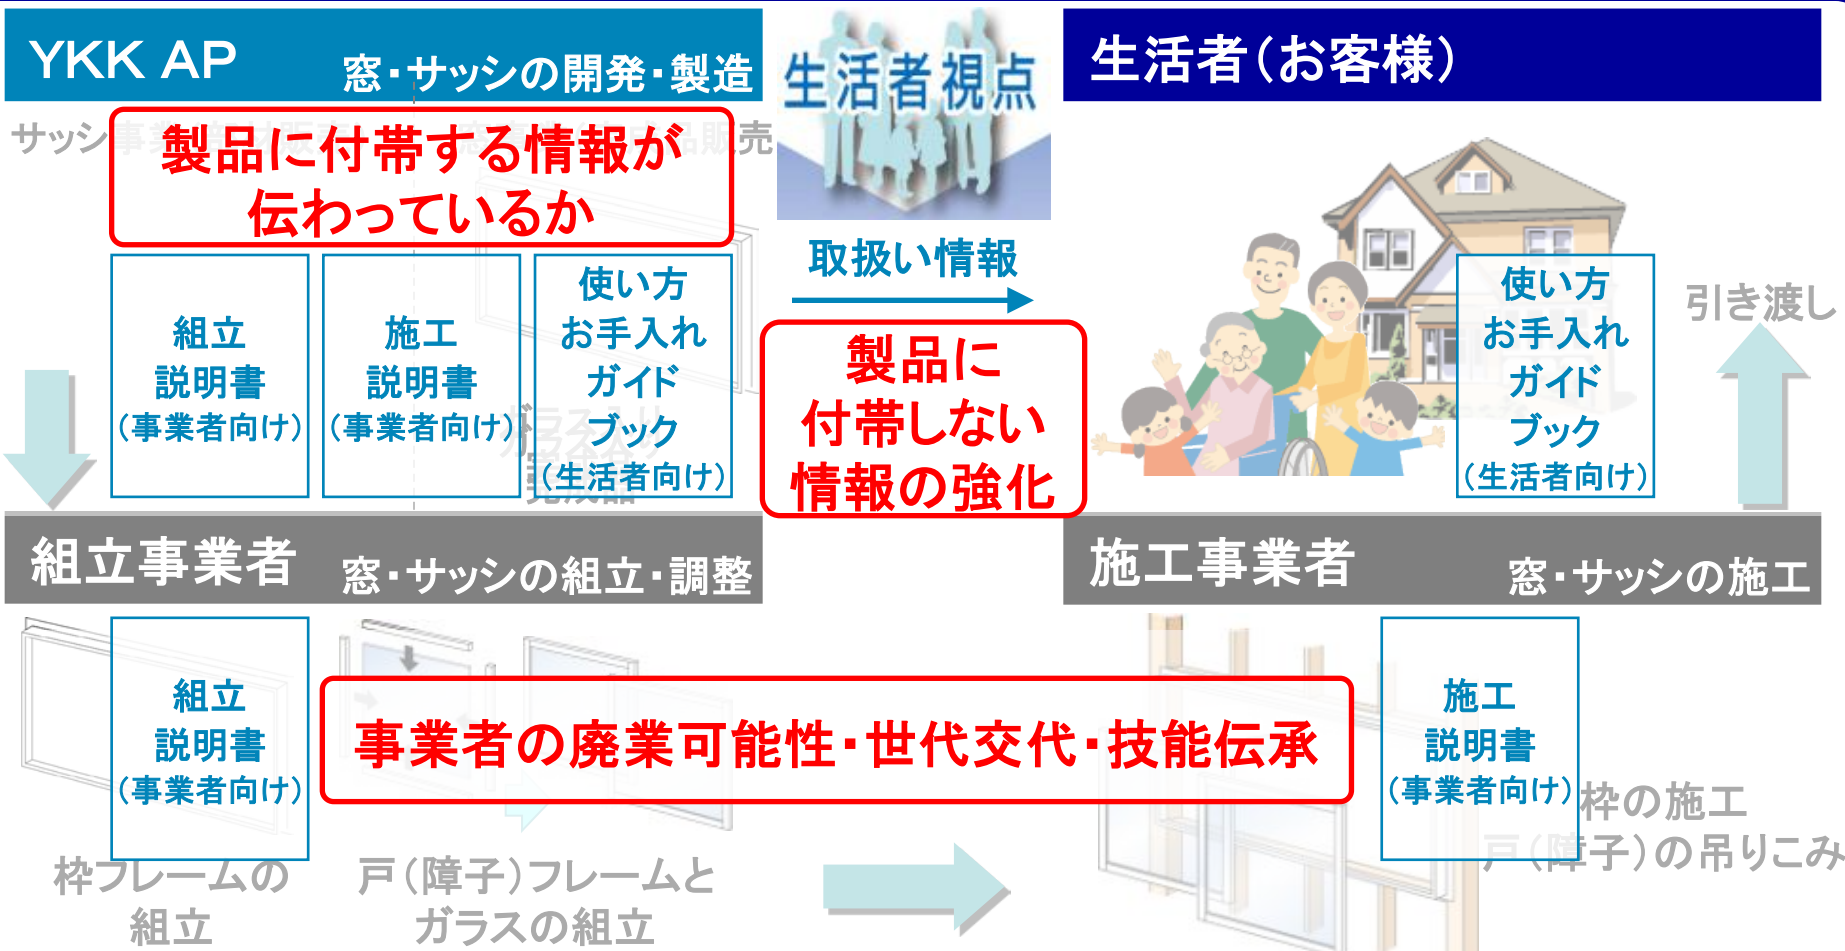 YKK AP
窓・サッシの開発・製造
生活者視点
生活者(お客様)
サッシ
販売
製品に付帯する情報が
伝わっているか
組立
説明書
(事業者向け)
施工
説明書
(事業者向け)
使い方
お手入れ
ガイド
ブック
(生活者向け)
取扱い情報
製品に
付帯しない
情報の強化
使い方
お手入れ
ガイド
ブック
(生活者向け)
引き渡し
組立事業者
窓・サッシの組立・調整
施工事業者
窓・サッシの施工
組立
説明書
(事業者向け)
事業者の廃業可能性・世代交代・技能伝承
施工
説明書
(事業者向け)
枠の施工
戸(障子)の吊りこみ
枠フレームの
組立
戸(障子)フレームと
ガラスの組立